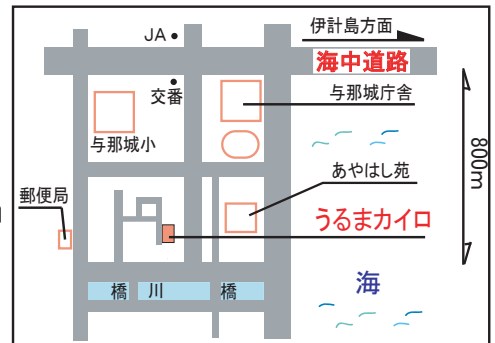 JA
伊計島方面
海中道路
交番
与那城庁舎
与那城小
800m
あやはし苑
郵便局
うるまカイロ
海
橋
川
橋